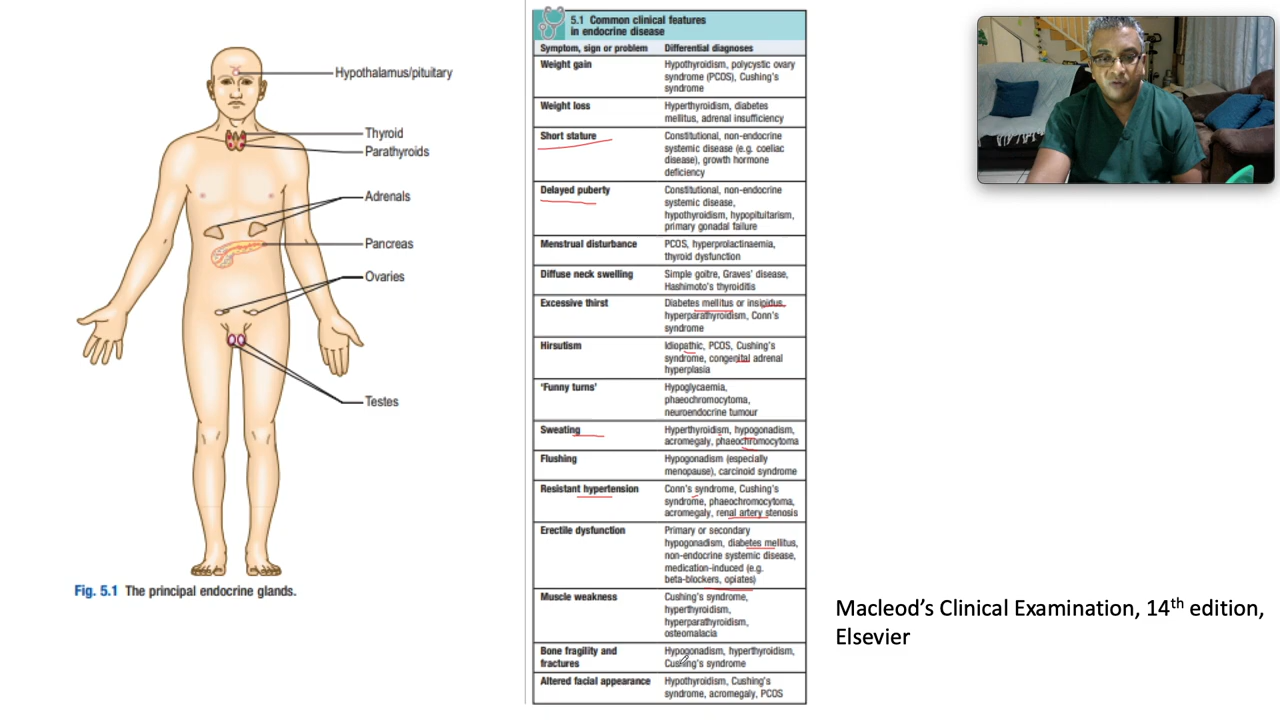 Hypothalamus/pituitary
Thyroid
Parathyroids
Adrenals
Pancreas
Ovaries
Testes
Fig. 5.1 The principal endocrine glands.
5.1 Common clinical features
in endocrine disease
Symptom, sign or problem Differential diagnoses
Weight gain Hypothyroidism, polycystic ovary
syndrome (PCOS), Cushing's
syndrome
Weight loss Hyperthyroidism, diabetes
mellitus, adrenal insufficiency
Short stature Constitutional, non-endocrine
systemic disease (e.g. coeliac
disease), growth hormone
deficiency
Delayed puberty Constitutional, non-endocrine
systemic disease,
hypothyroidism, hypopituitarism,
primary gonadal failure
Menstrual disturbance PCOS, hyperprolactinaemia,
thyroid dysfunction
Diffuse neck swelling Simple goitre, Graves' disease,
Hashimoto's thyroiditis
Excessive thirst Diabetes mellitus or insipidus,
hyperparathyroidism, Conn's
syndrome
Hirsutism Idiopathic, PCOS, Cushing's
syndrome, congenital adrenal
hyperplasia
'Funny turns' Hypoglycaemia,
phaeochromocytoma,
neuroendocrine tumour
Sweating Hyperthyroidism, hypogonadism,
acromegaly, phaeochromocytoma
Flushing Hypogonadism (especially
menopause), carcinoid syndrome
Resistant hypertension Conn's syndrome, Cushing's
syndrome, phaeochromocytoma,
acromegaly, renal artery stenosis
Erectile dysfunction Primary or secondary
hypogonadism, diabetes mellitus,
non-endocrine systemic disease,
medication-induced (e.g.
beta-blockers, opiates)
Muscle weakness Cushing's syndrome,
hyperthyroidism,
hyperparathyroidism,
osteomalacia
Bone fragility and Hypogonadism, hyperthyroidism,
fractures Cushing's syndrome
Altered facial appearance Hypothyroidism, Cushing's
syndrome, acromegaly, PCOS
Macleod's Clinical Examination, 14th edition,
Elsevier